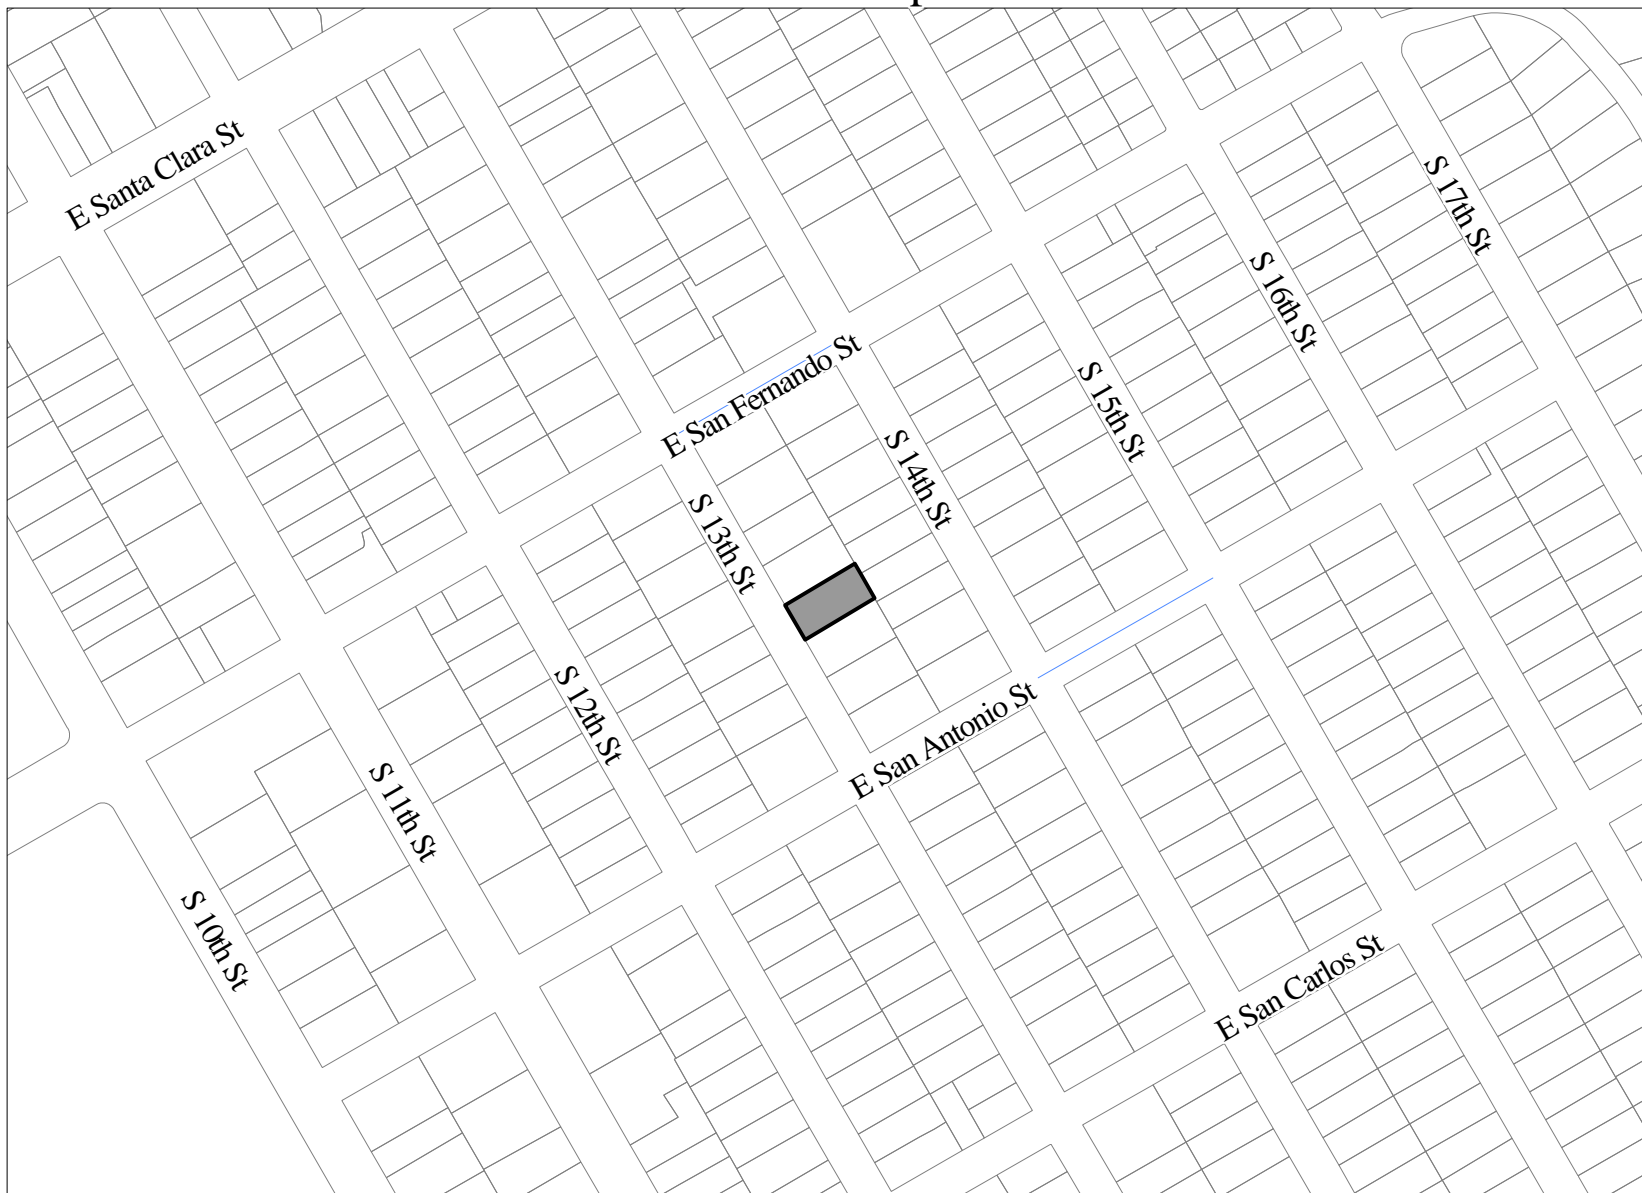 E Santa Clara St
S 17th St
S 16th St
E San Fernando St
S 15th St
S 14th St
S 13th St
S 12th St
E San Antonio St
S 11th St
S 10th St
E San Carlos St